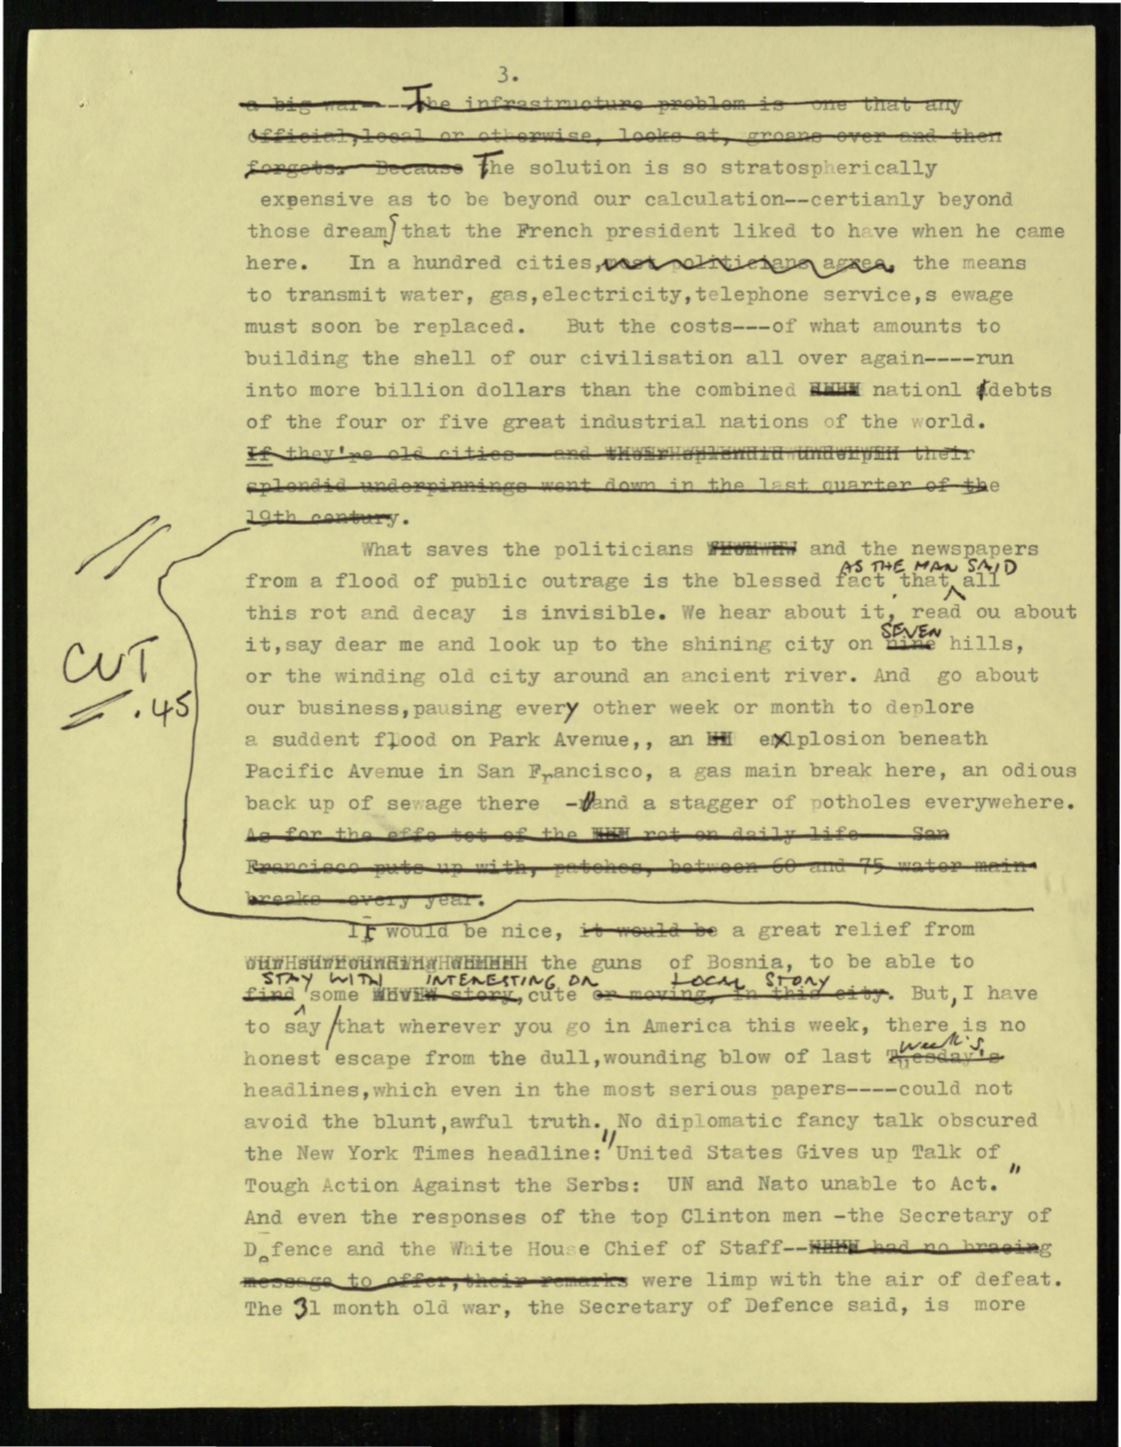 3.
a big war----The infrastructure problem is one that any
official,local or otherwise, looks at, groans over and then
forgets. Because The solution is so stratospherically
expensive as to be beyond our calculation--certianly beyond
those dreams that the French president liked to have when he came
here. In a hundred cities,most politicians agree, the means
to transmit water, gas,electricity,telephone service,s ewage
must soon be replaced. But the costs---of what amounts to
building the shell of our civilisation all over again----run
into more billion dollars than the combined nationl debts
of the four or five great industrial nations of the world.
If they're old cities-- and their
splendid underpinnings went down in the last quarter of the
19th century.
What saves the politicians and the newspapers
AS THE MAN SAID
from a flood of public outrage is the blessed fact that all
this rot and decay is invisible. We hear about it, read ou about
SEVEN
it,say dear me and look up to the shining city on nine hills,
CUT
or the winding old city around an ancient river. And go about
.45
our business,pausing every other week or month to deplore
a suddent flood on Park Avenue,, an explosion beneath
Pacific Avenue in San Francisco, a gas main break here, an odious
back up of sewage there -and a stagger of potholes everywehere.
As for the effe tct of the rot on daily life San
Francisco puts up with, patches, between 60 and 75 water main
breaks every year.
It would be nice, it would be a great relief from
the guns of Bosnia, to be able to
STAY WITH INTERESTING OR LOCAL STORY
find some story,cute or moving, in this city. But, I have
to say that wherever you go in America this week, there is no
week's
honest escape from the dull,wounding blow of last Tuesday's
headlines,which even in the most serious papers----could not
avoid the blunt,awful truth. No diplomatic fancy talk obscured
the New York Times headline: "United States Gives up Talk of
Tough Action Against the Serbs: UN and Nato unable to Act."
And even the responses of the top Clinton men -the Secretary of
Defence and the White House Chief of Staff-- had no bracing
message to offer,their remarks were limp with the air of defeat.
The 31 month old war, the Secretary of Defence said, is more